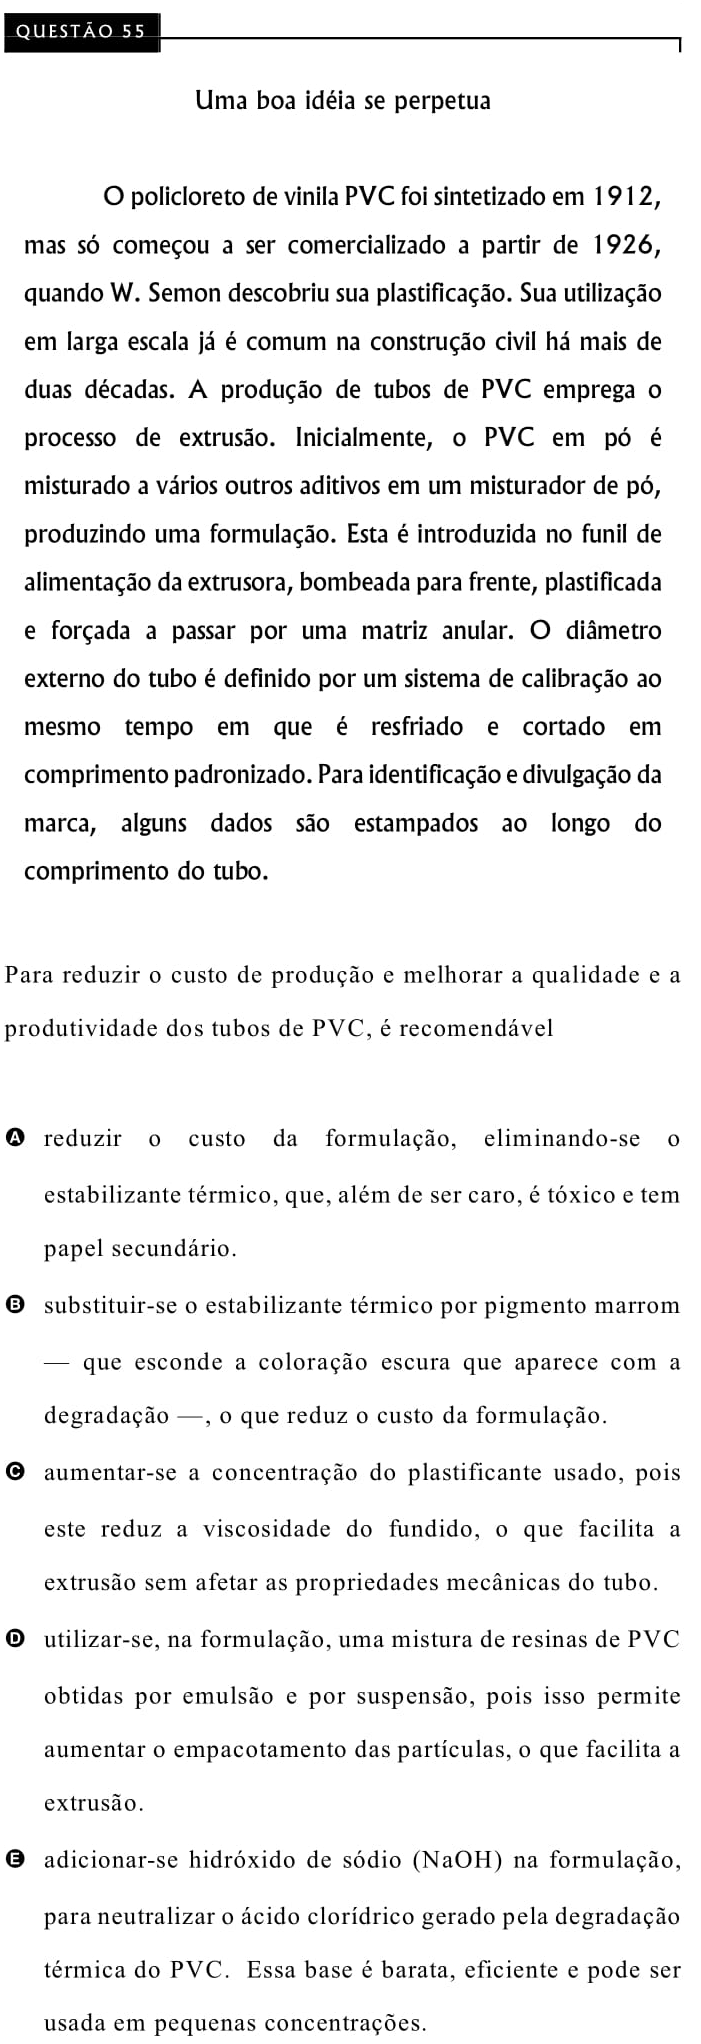 QUESTÃO 55
Uma boa idéia se perpetua
O policloreto de vinila PVC foi sintetizado em 1912,
mas só começou a ser comercializado a partir de 1926,
quando W. Semon descobriu sua plastificação. Sua utilização
em larga escala já é comum na construção civil há mais de
duas décadas. A produção de tubos de PVC emprega o
processo de extrusão. Inicialmente, o PVC em pó é
misturado a vários outros aditivos em um misturador de pó,
produzindo uma formulação. Esta é introduzida no funil de
alimentação da extrusora, bombeada para frente, plastificada
e forçada a passar por uma matriz anular. O diâmetro
externo do tubo é definido por um sistema de calibração ao
mesmo tempo em que é resfriado e cortado em
comprimento padronizado. Para identificação e divulgação da
marca, alguns dados são estampados ao longo do
comprimento do tubo.
Para reduzir o custo de produção e melhorar a qualidade e a
produtividade dos tubos de PVC, é recomendável
A reduzir o custo da formulação, eliminando-se o
estabilizante térmico, que, além de ser caro, é tóxico e tem
papel secundário.
B substituir-se o estabilizante térmico por pigmento marrom
— que esconde a coloração escura que aparece com a
degradação —, o que reduz o custo da formulação.
C aumentar-se a concentração do plastificante usado, pois
este reduz a viscosidade do fundido, o que facilita a
extrusão sem afetar as propriedades mecânicas do tubo.
D utilizar-se, na formulação, uma mistura de resinas de PVC
obtidas por emulsão e por suspensão, pois isso permite
aumentar o empacotamento das partículas, o que facilita a
extrusão.
E adicionar-se hidróxido de sódio (NaOH) na formulação,
para neutralizar o ácido clorídrico gerado pela degradação
térmica do PVC. Essa base é barata, eficiente e pode ser
usada em pequenas concentrações.